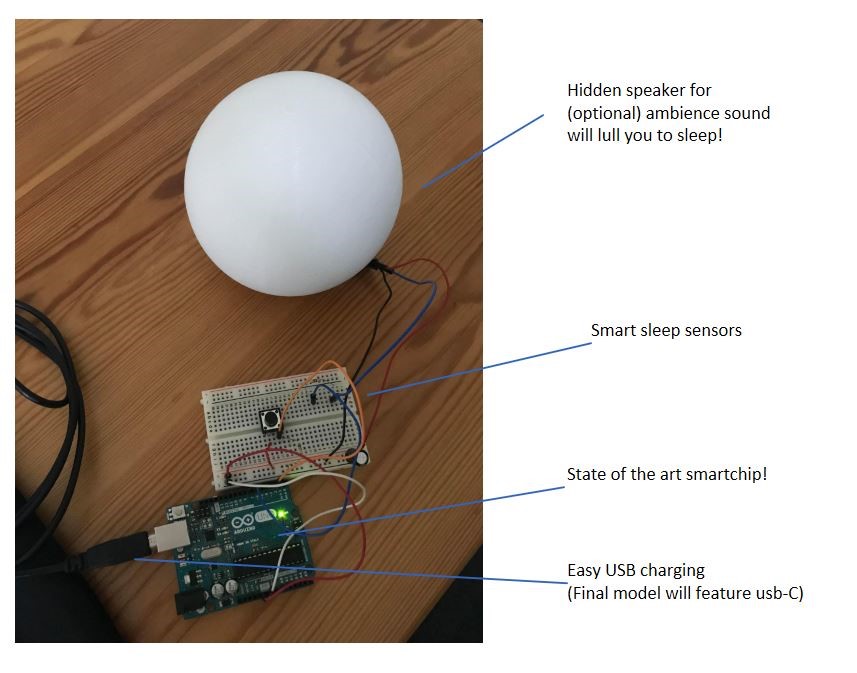 Hidden speaker for
(optional) ambience sound
will lull you to sleep!
Smart sleep sensors
State of the art smartchip!
Easy USB charging
(Final model will feature usb-C)
ARDUINO